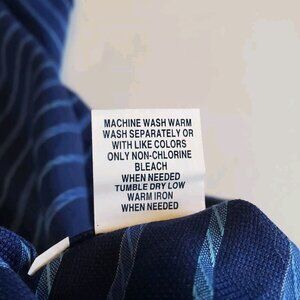 MACHINE WASH WARM
WASH SEPARATELY OR
WITH LIKE COLORS
ONLY NON-CHLORINE
BLEACH
WHEN NEEDED
TUMBLE DRY LOW
WARM IRON
WHEN NEEDED